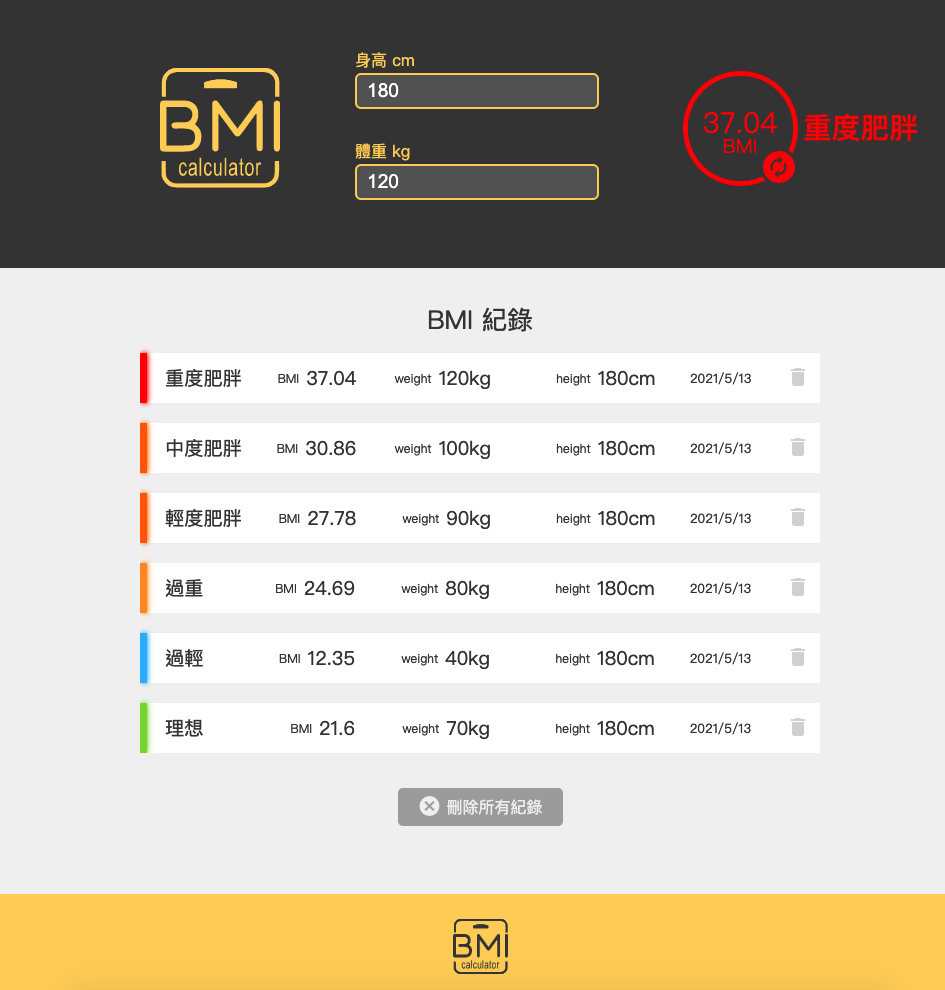 BMI
calculator
身高 cm
180
體重 kg
120
37.04
BMI
重度肥胖
BMI 紀錄
重度肥胖 BMI 37.04 weight 120kg height 180cm 2021/5/13
中度肥胖 BMI 30.86 weight 100kg height 180cm 2021/5/13
輕度肥胖 BMI 27.78 weight 90kg height 180cm 2021/5/13
過重 BMI 24.69 weight 80kg height 180cm 2021/5/13
過輕 BMI 12.35 weight 40kg height 180cm 2021/5/13
理想 BMI 21.6 weight 70kg height 180cm 2021/5/13
刪除所有紀錄
BMI
calculator